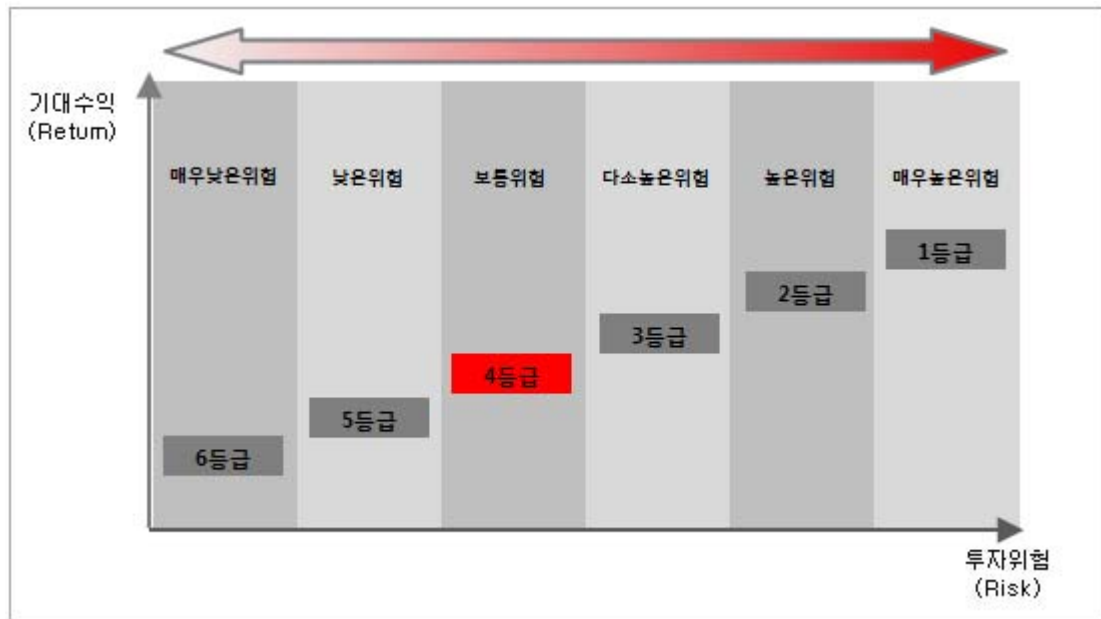 기대수익
(Return)
매우낮은위험 낮은위험 보통위험 다소높은위험 높은위험 매우높은위험
1등급
2등급
3등급
4등급
5등급
6등급
투자위험
(Risk)